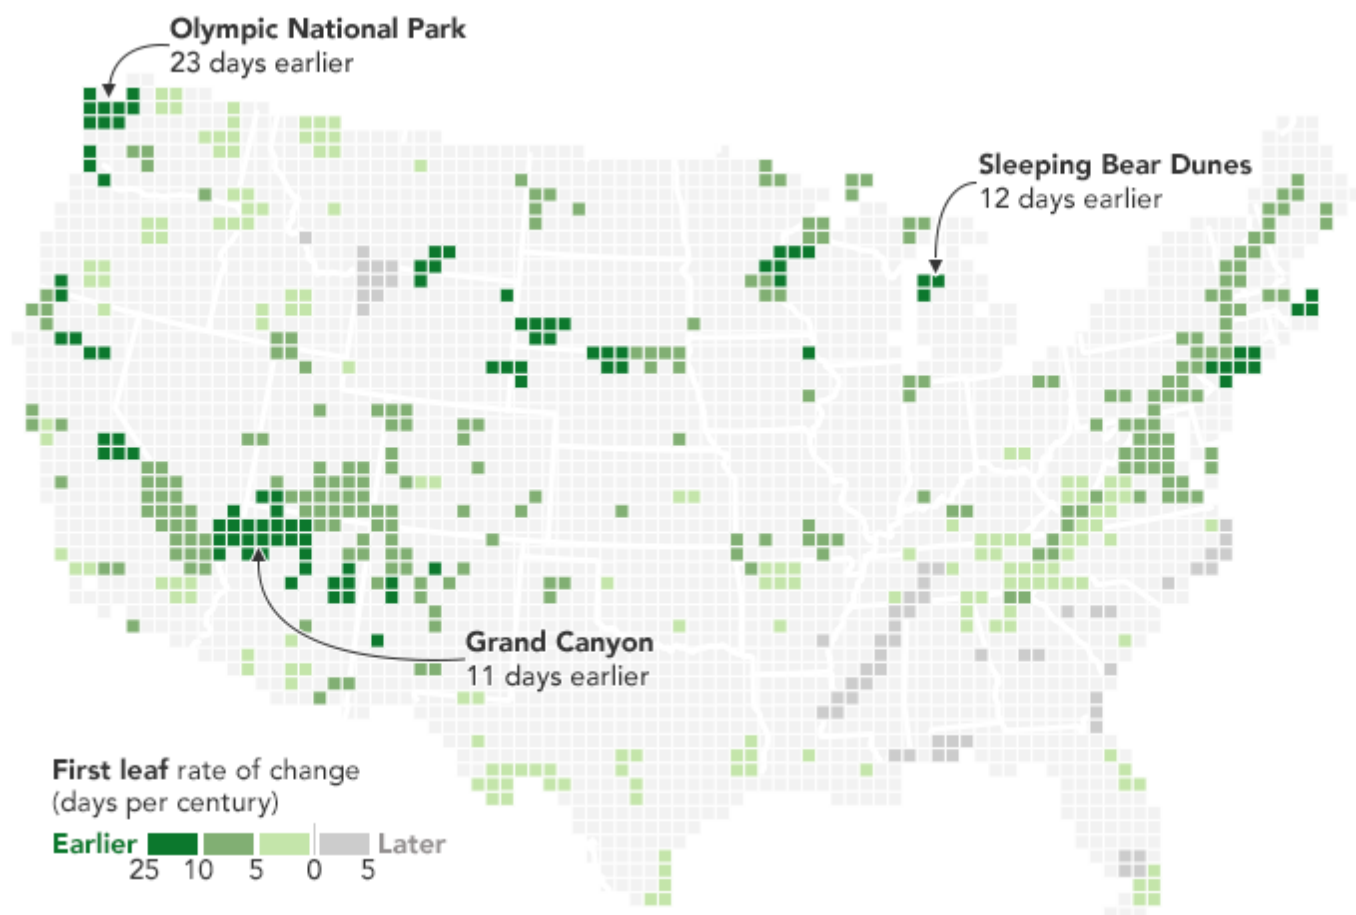 Olympic National Park
23 days earlier
Sleeping Bear Dunes
12 days earlier
Grand Canyon
11 days earlier
First leaf rate of change
(days per century)
Earlier Later
25 10 5 0 5